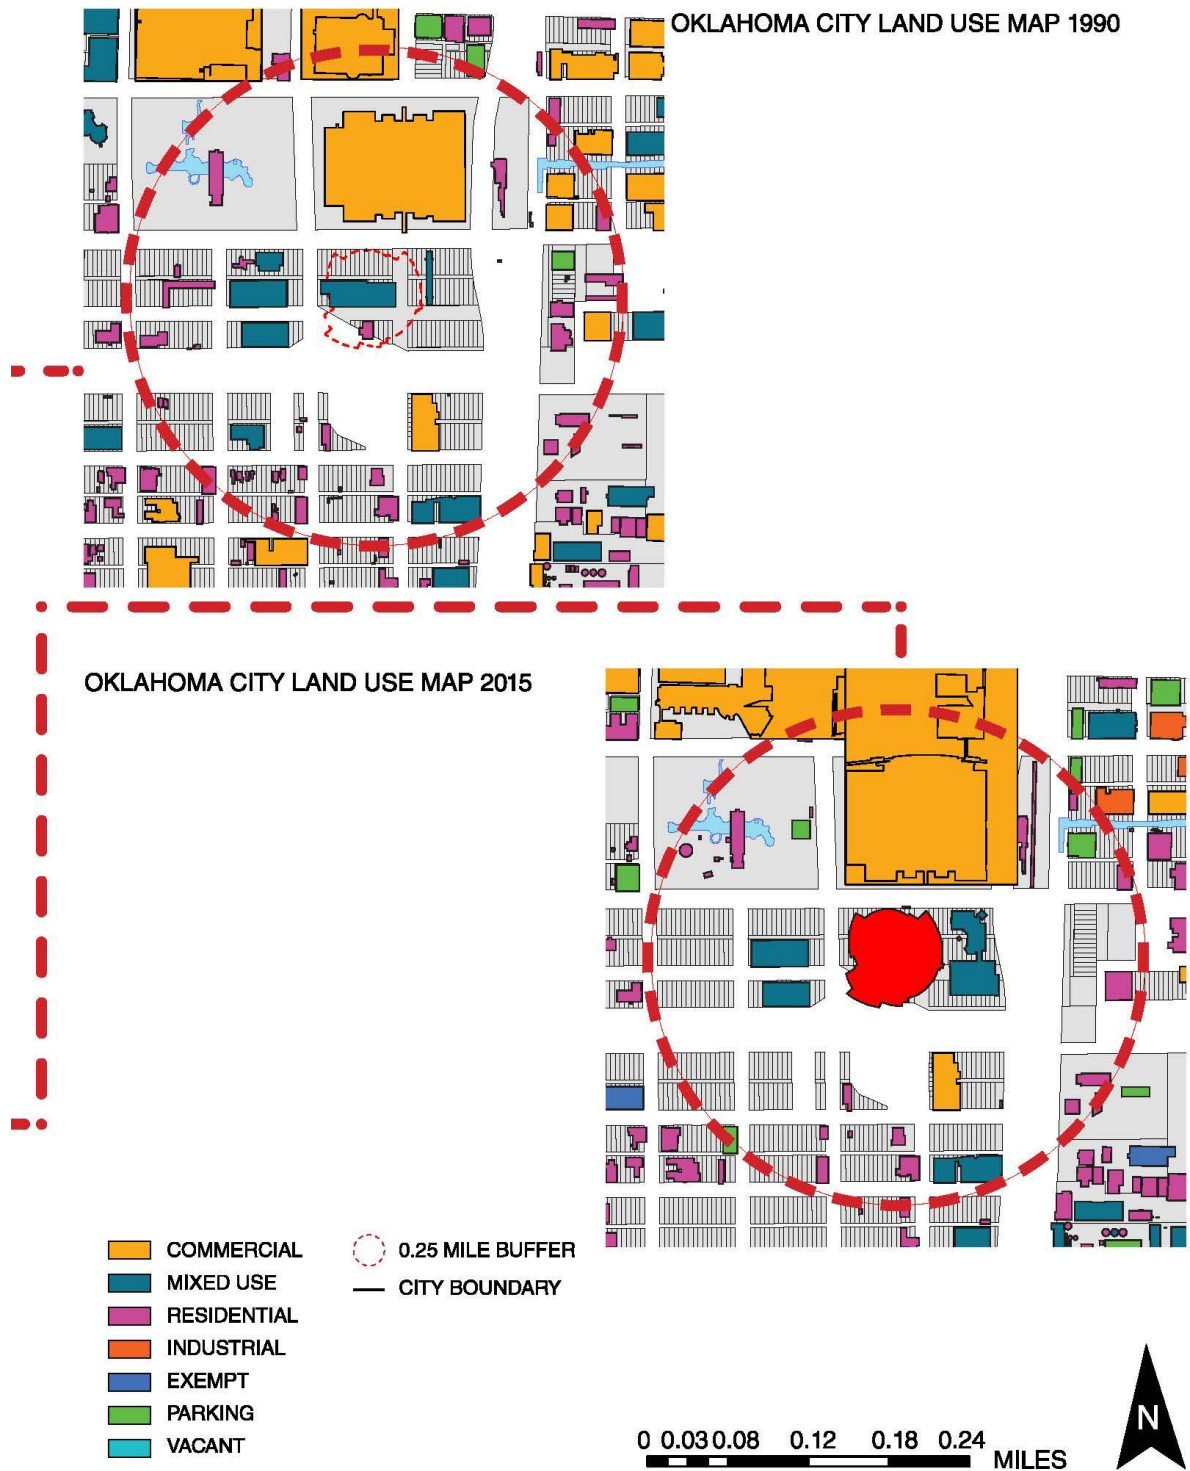 OKLAHOMA CITY LAND USE MAP 1990
OKLAHOMA CITY LAND USE MAP 2015
COMMERCIAL
MIXED USE
RESIDENTIAL
INDUSTRIAL
EXEMPT
PARKING
VACANT
0.25 MILE BUFFER
CITY BOUNDARY
0 0.03 0.08 0.12 0.18 0.24
MILES
N